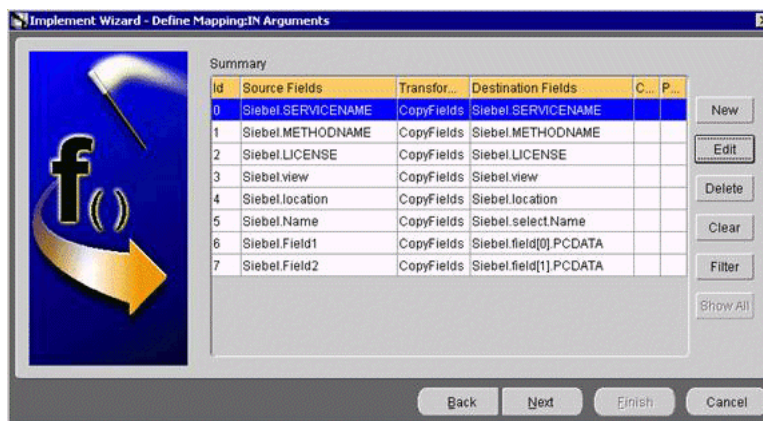 Implement Wizard - Define Mapping:IN Arguments
f()
Summary
Id Source Fields Transfor... Destination Fields C... P...
0 Siebel.SERVICENAME CopyFields Siebel.SERVICENAME
1 Siebel.METHODNAME CopyFields Siebel.METHODNAME
2 Siebel.LICENSE CopyFields Siebel.LICENSE
3 Siebel.view CopyFields Siebel.view
4 Siebel.location CopyFields Siebel.location
5 Siebel.Name CopyFields Siebel.select.Name
6 Siebel.Field1 CopyFields Siebel.field[0].PCDATA
7 Siebel.Field2 CopyFields Siebel.field[1].PCDATA
New
Edit
Delete
Clear
Filter
Show All
Back Next Finish Cancel